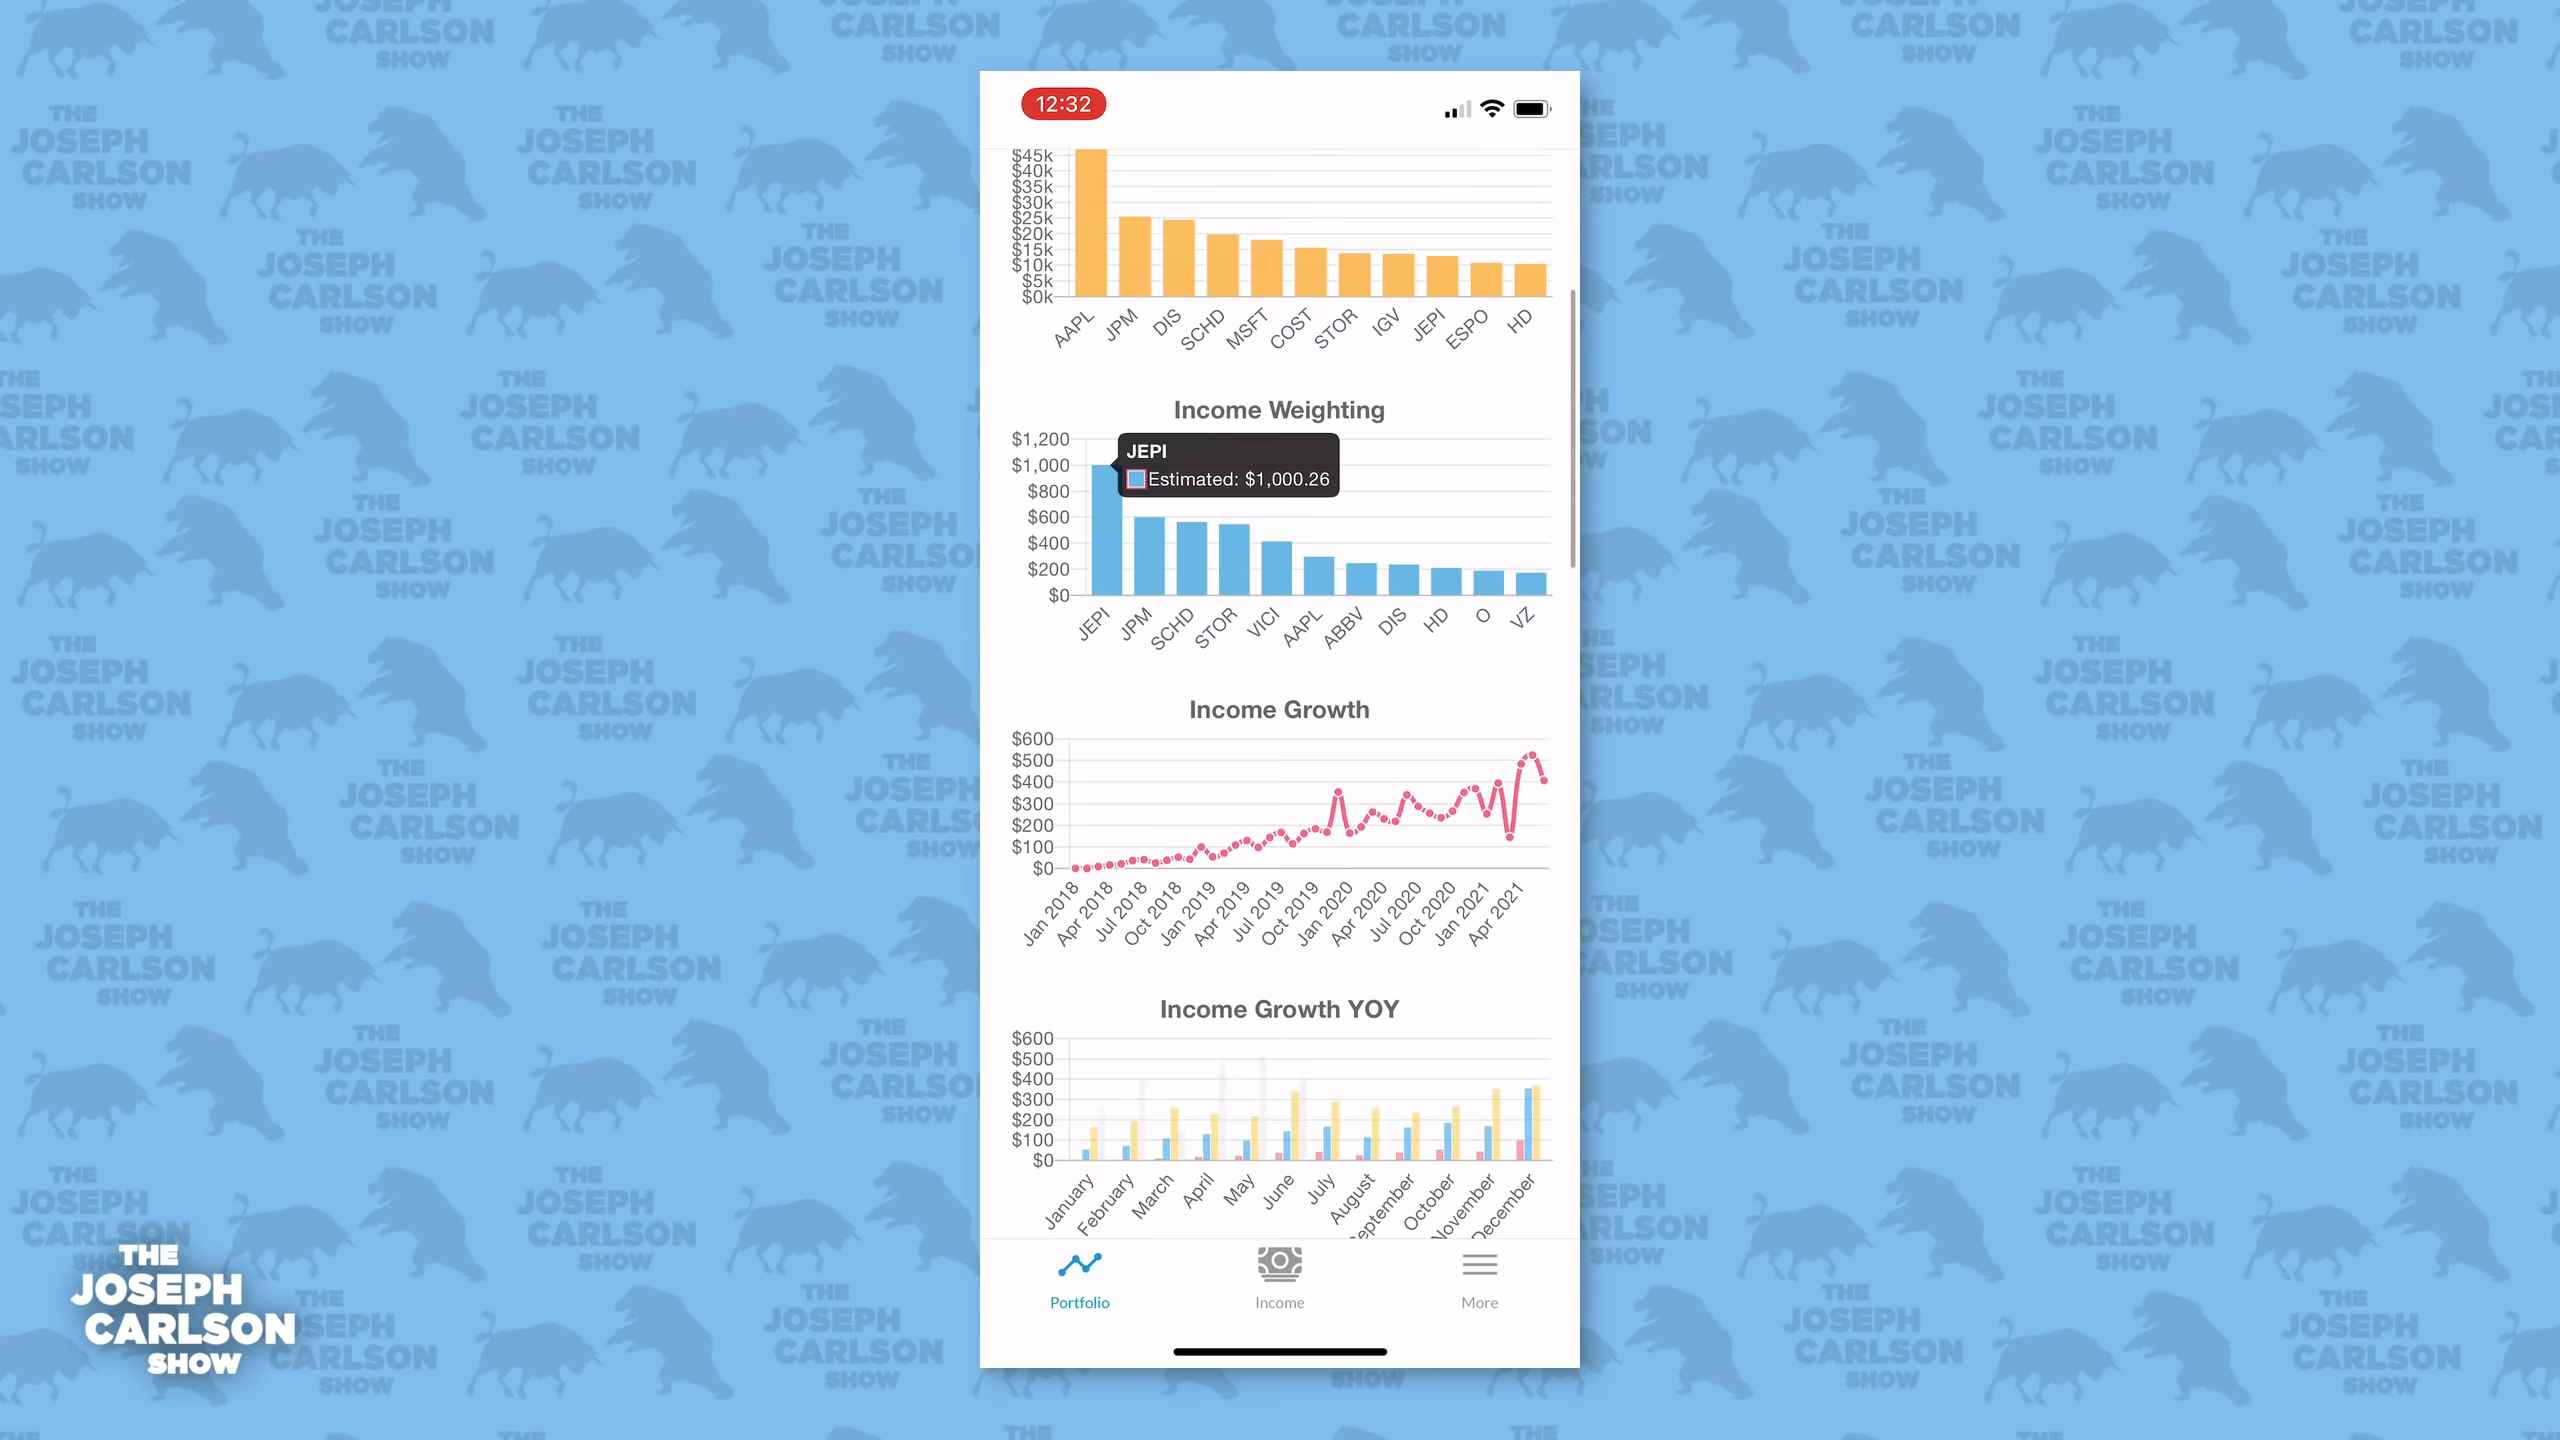 12:32
$45k
$40k
$35k
$30k
$25k
$20k
$15k
$10k
$5k
$0k
AAPL JPM DIS SCHD MSFT COST STOR IGV JEPI ESPO HD
Income Weighting
$1,200
$1,000
$800
$600
$400
$200
$0
JEPI
Estimated: $1,000.26
JEPI JPM SCHD STOR VICI AAPL ABBV DIS HD O VZ
Income Growth
$600
$500
$400
$300
$200
$100
$0
Jan 2018 Apr 2018 Jul 2018 Oct 2018 Jan 2019 Apr 2019 Jul 2019 Oct 2019 Jan 2020 Apr 2020 Jul 2020 Oct 2020 Jan 2021 Apr 2021
Income Growth YOY
$600
$500
$400
$300
$200
$100
$0
January February March April May June July August eptember October November December
Portfolio Income More
THE
JOSEPH
CARLSON
SHOW